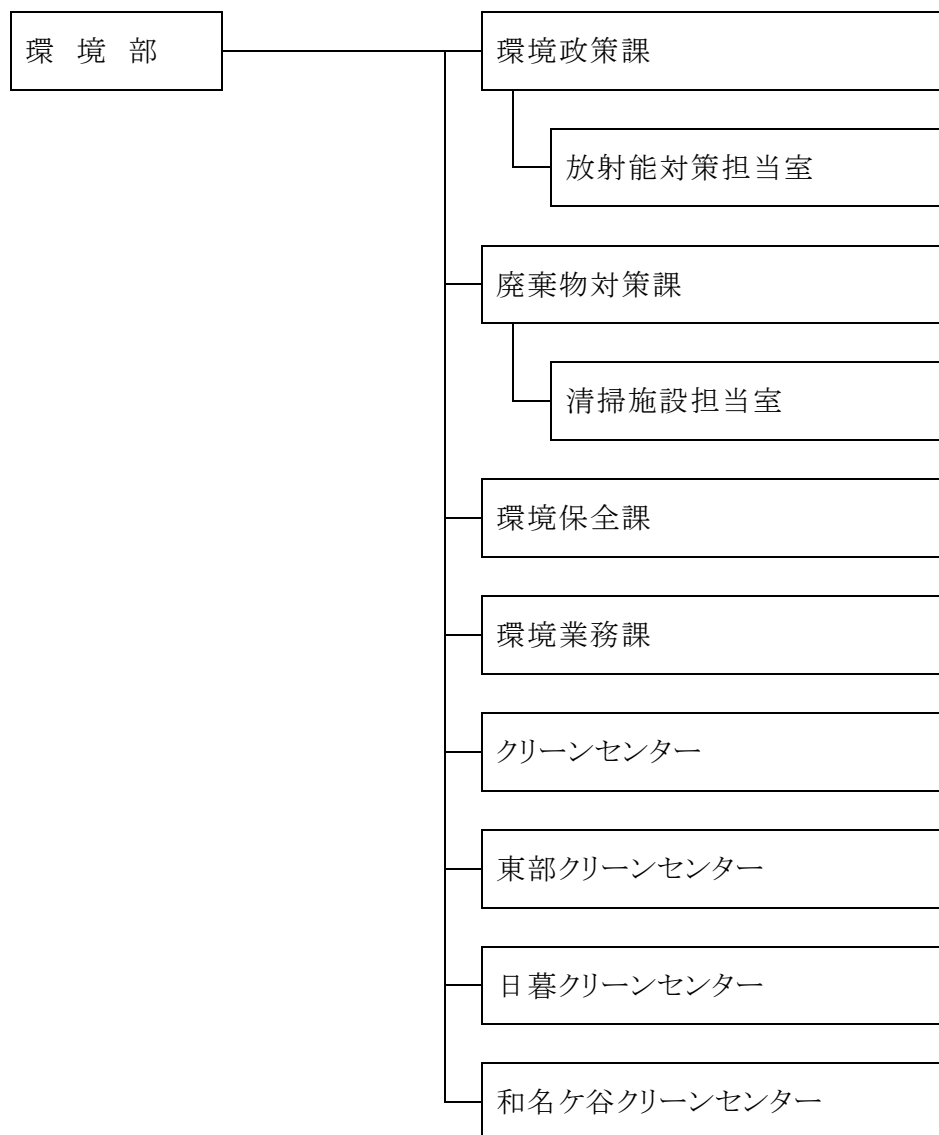 環境部
環境政策課
放射能対策担当室
廃棄物対策課
清掃施設担当室
環境保全課
環境業務課
クリーンセンター
東部クリーンセンター
日暮クリーンセンター
和名ケ谷クリーンセンター